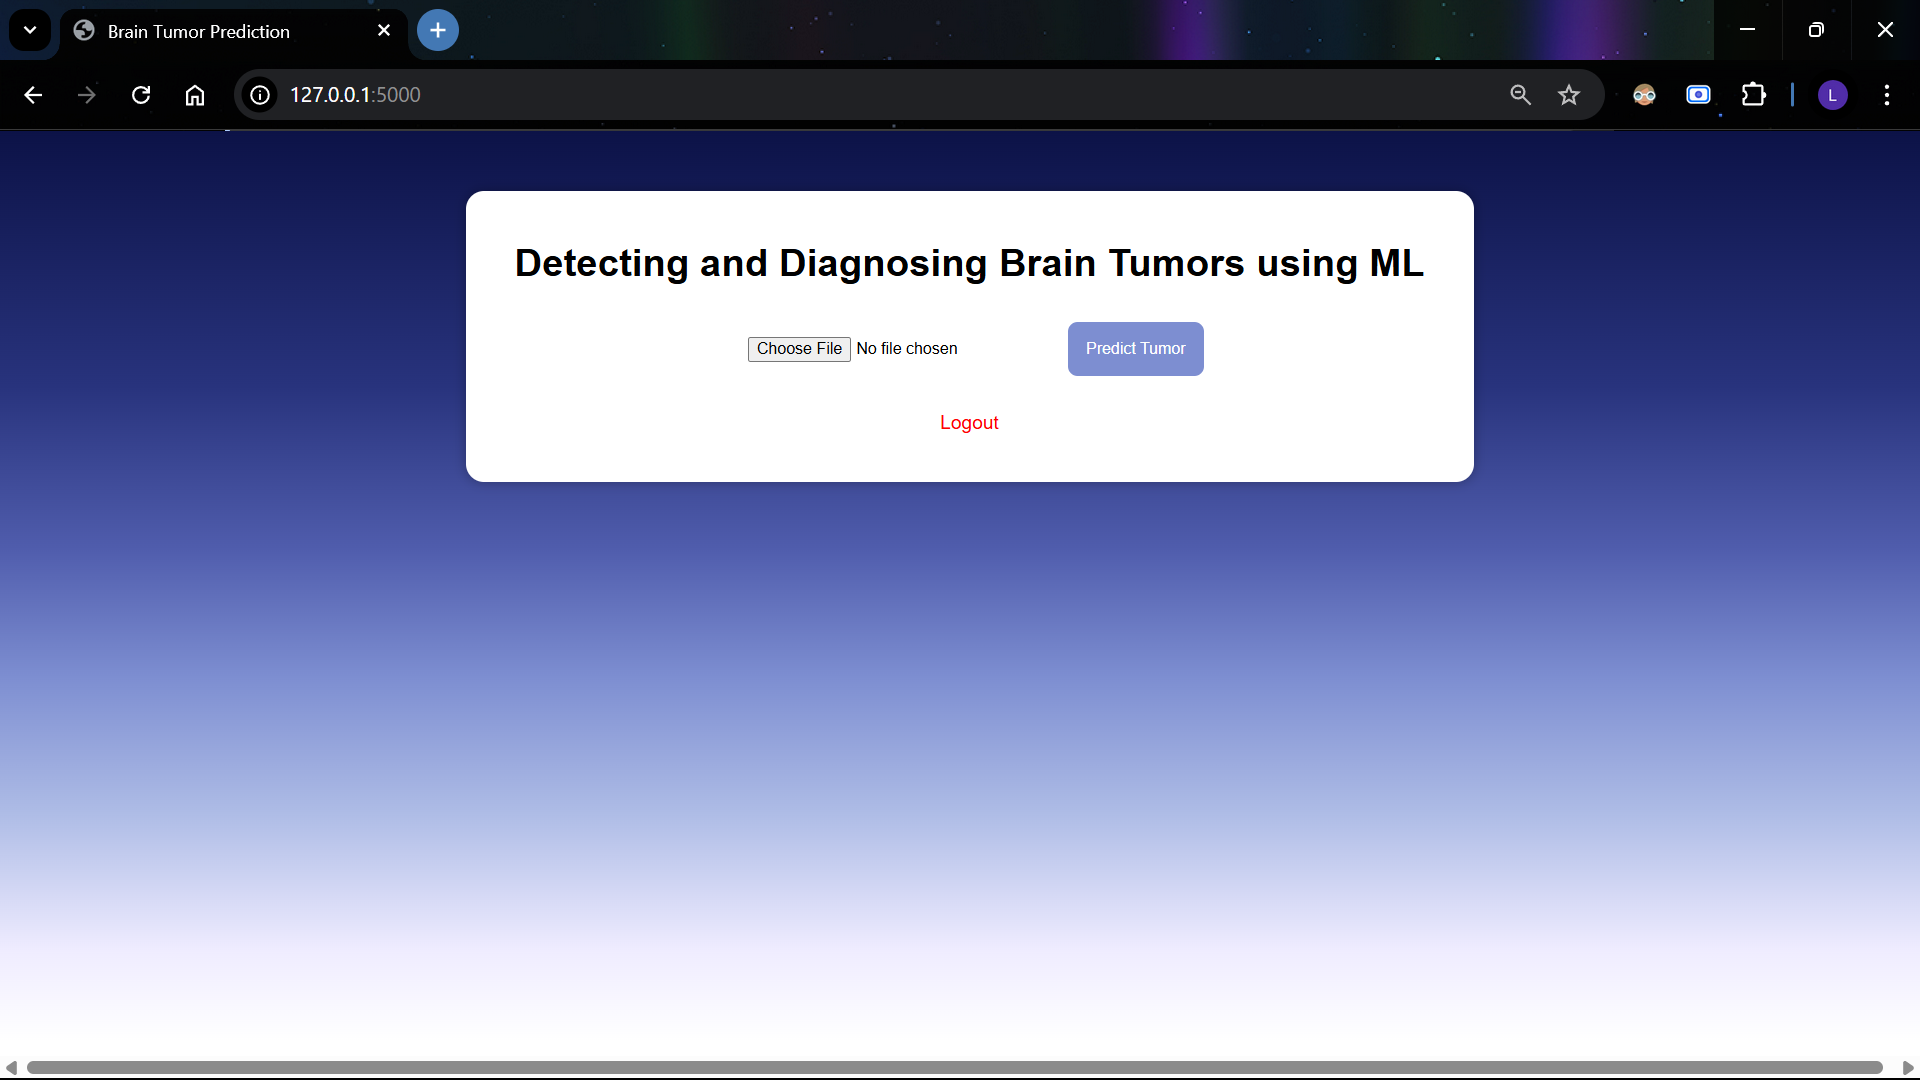 Brain Tumor Prediction
127.0.0.1:5000
L
Detecting and Diagnosing Brain Tumors using ML
Choose File No file chosen Predict Tumor
Logout